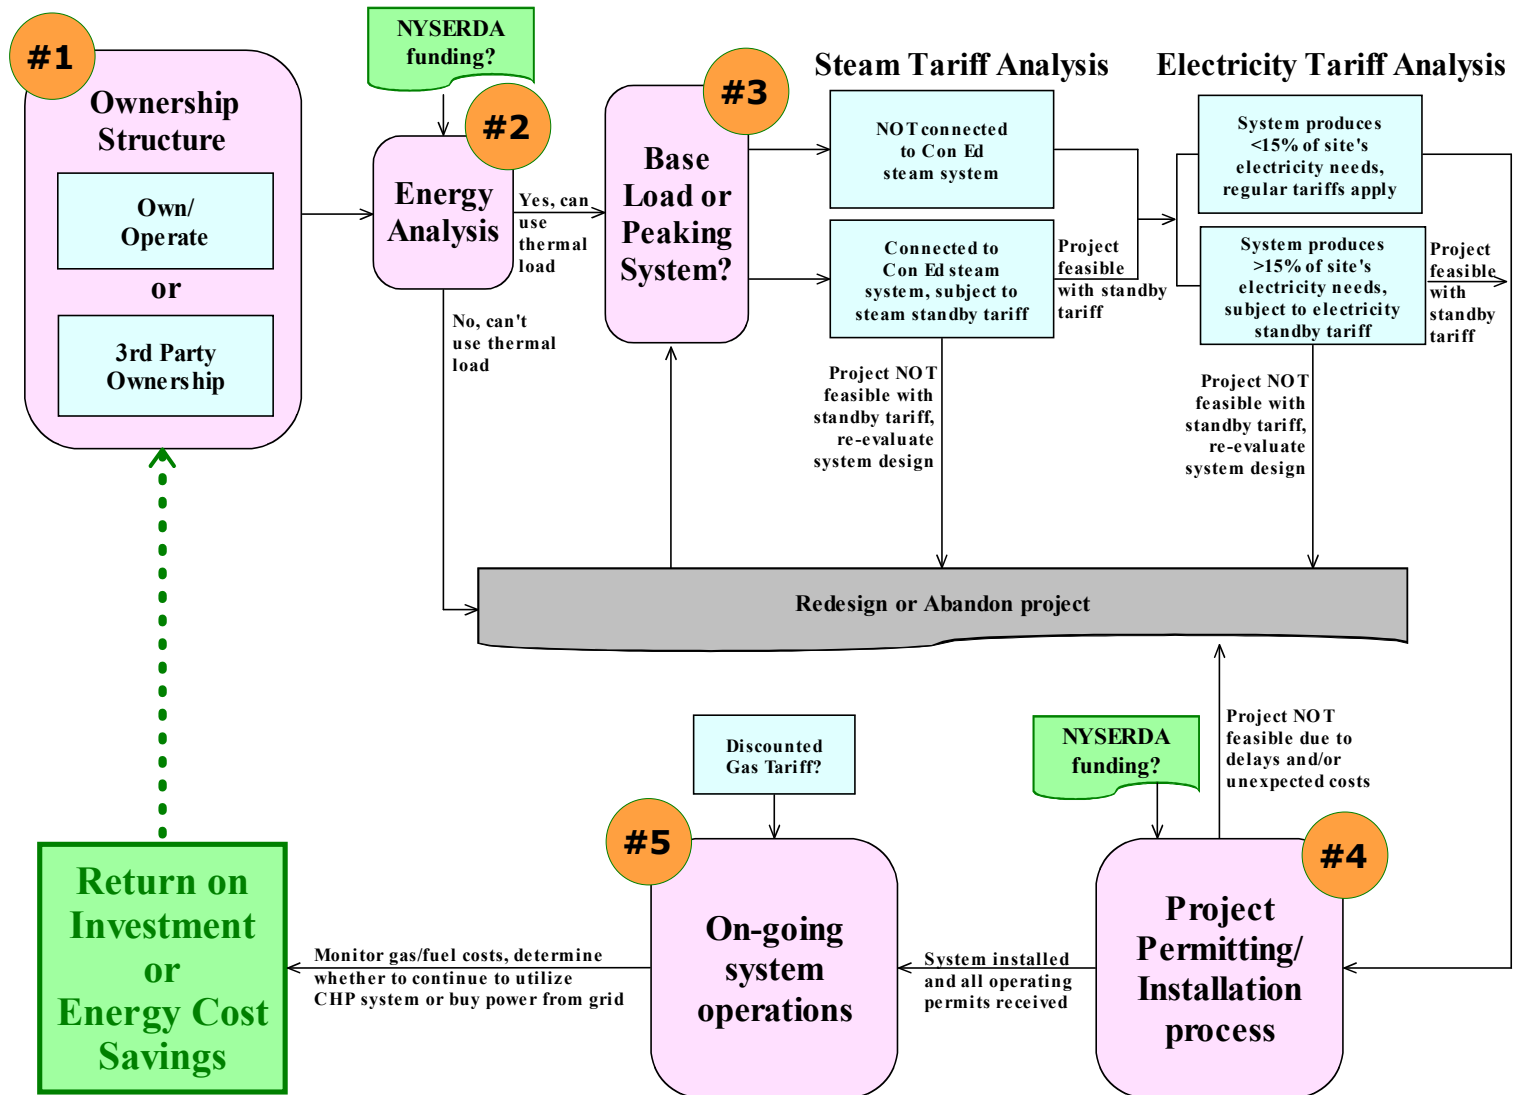 #1
Ownership
Structure
Own/
Operate
or
3rd Party
Ownership
NYSERDA
funding?
#2
Energy
Analysis
Yes, can
use
thermal
load
No, can't
use thermal
load
#3
Base
Load or
Peaking
System?
Steam Tariff Analysis
NOT connected
to Con Ed
steam system
Connected to
Con Ed steam
system, subject to
steam standby tariff
Project
feasible
with standby
tariff
Project NOT
feasible with
standby tariff,
re-evaluate
system design
Electricity Tariff Analysis
System produces
<15% of site's
electricity needs,
regular tariffs apply
System produces
>15% of site's
electricity needs,
subject to electricity
standby tariff
Project
feasible
with
standby
tariff
Project NOT
feasible with
standby tariff,
re-evaluate
system design
Redesign or Abandon project
Project NOT
feasible due to
delays and/or
unexpected costs
NYSERDA
funding?
#4
Project
Permitting/
Installation
process
System installed
and all operating
permits received
Discounted
Gas Tariff?
#5
On-going
system
operations
Monitor gas/fuel costs, determine
whether to continue to utilize
CHP system or buy power from grid
Return on
Investment
or
Energy Cost
Savings